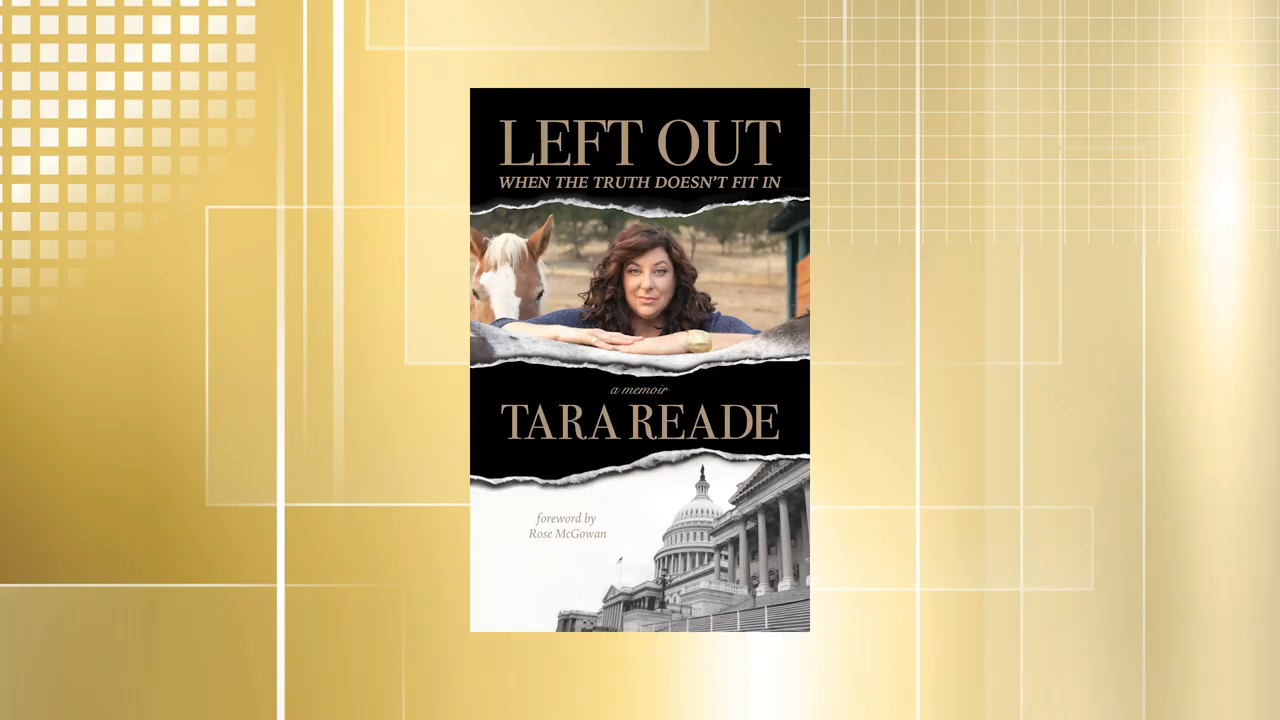 LEFT OUT
WHEN THE TRUTH DOESN'T FIT IN
a memoir
TARA READE
foreword by
Rose McGowan